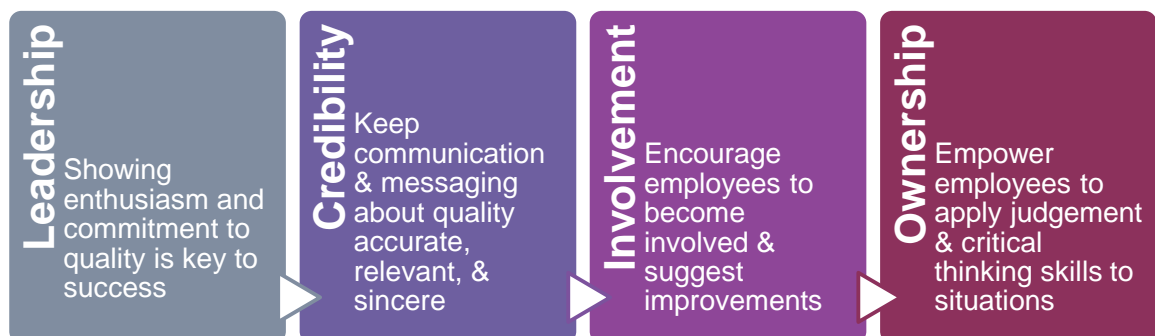 Leadership
Showing
enthusiasm and
commitment to
quality is key to
success
Credibility
Keep
communication
& messaging
about quality
accurate,
relevant, &
sincere
Involvement
Encourage
employees to
become
involved &
suggest
improvements
Ownership
Empower
employees to
apply judgement
& critical
thinking skills to
situations